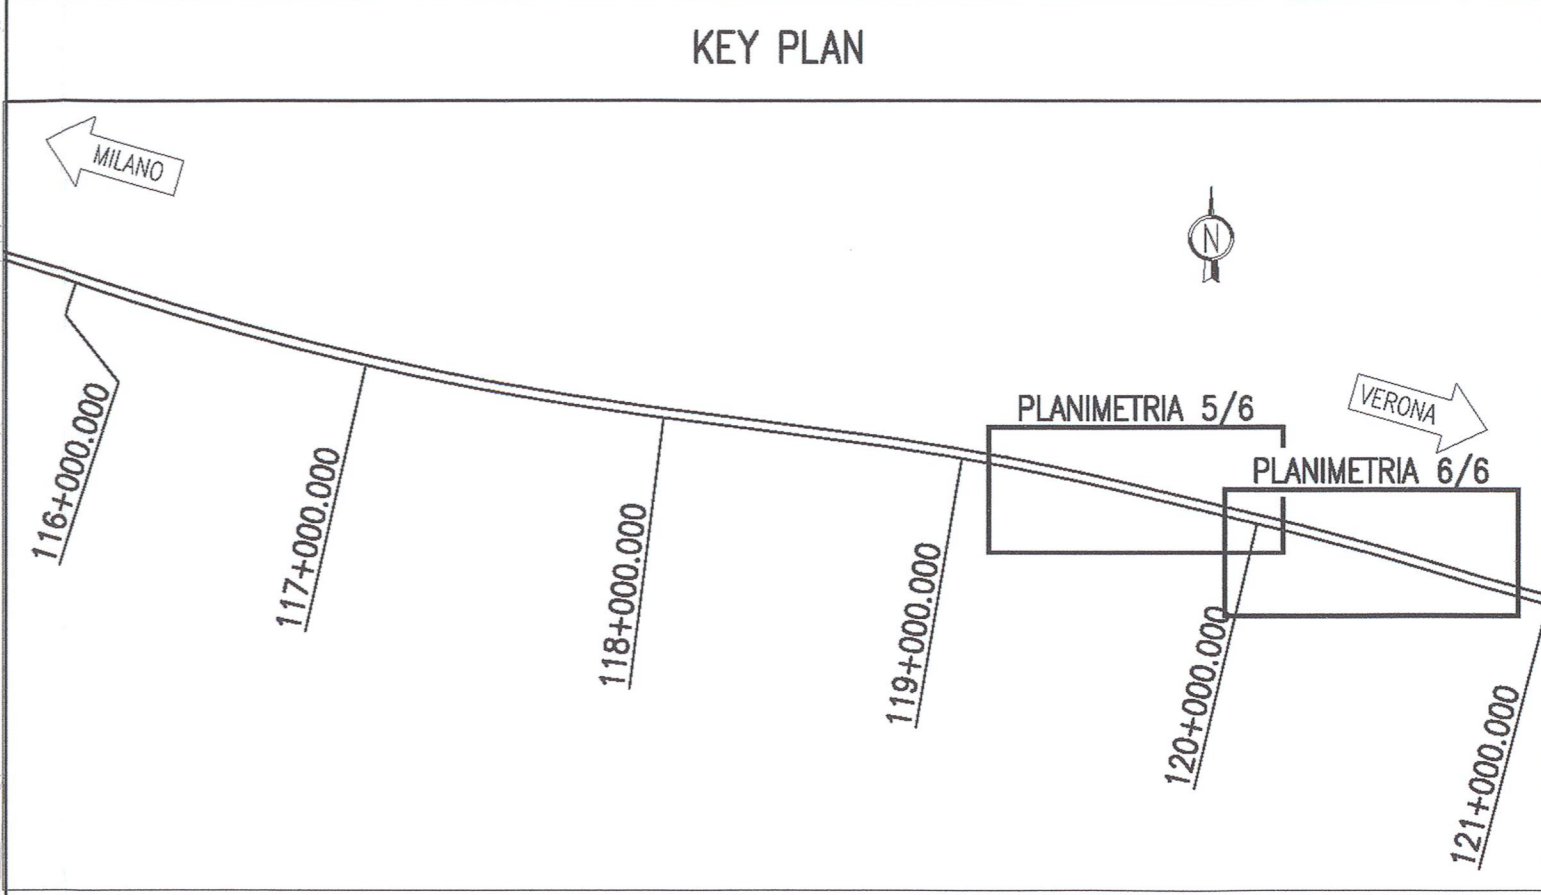 KEY PLAN
MILANO
N
VERONA
PLANIMETRIA 5/6
PLANIMETRIA 6/6
116+000.000
117+000.000
118+000.000
119+000.000
120+000.000
121+000.000